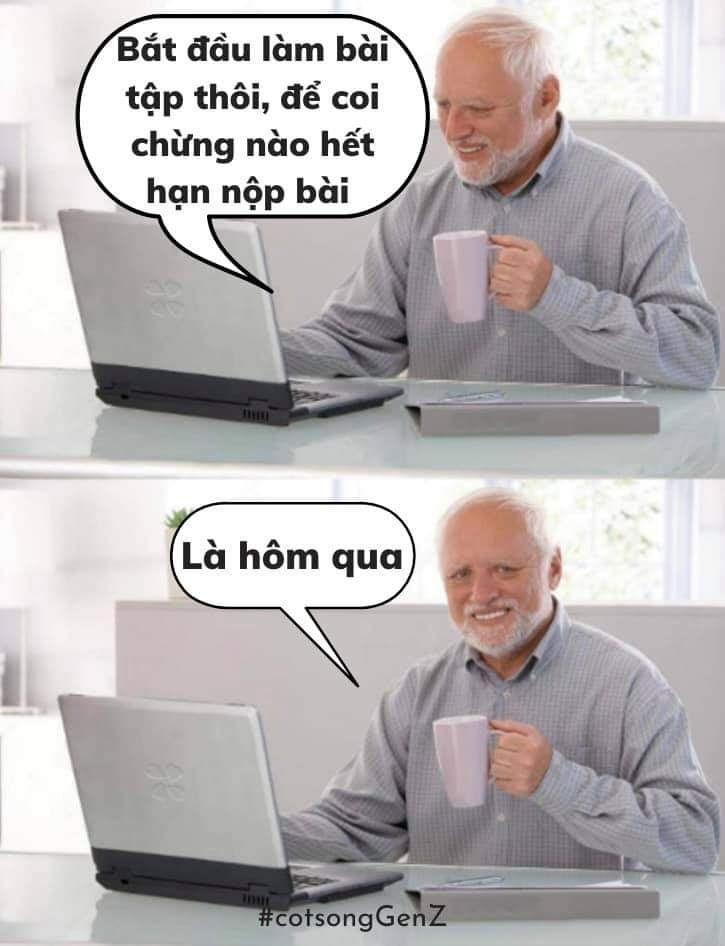 Bắt đầu làm bài
tập thôi, để coi
chừng nào hết
hạn nộp bài
Là hôm qua
#cotsongGenZ